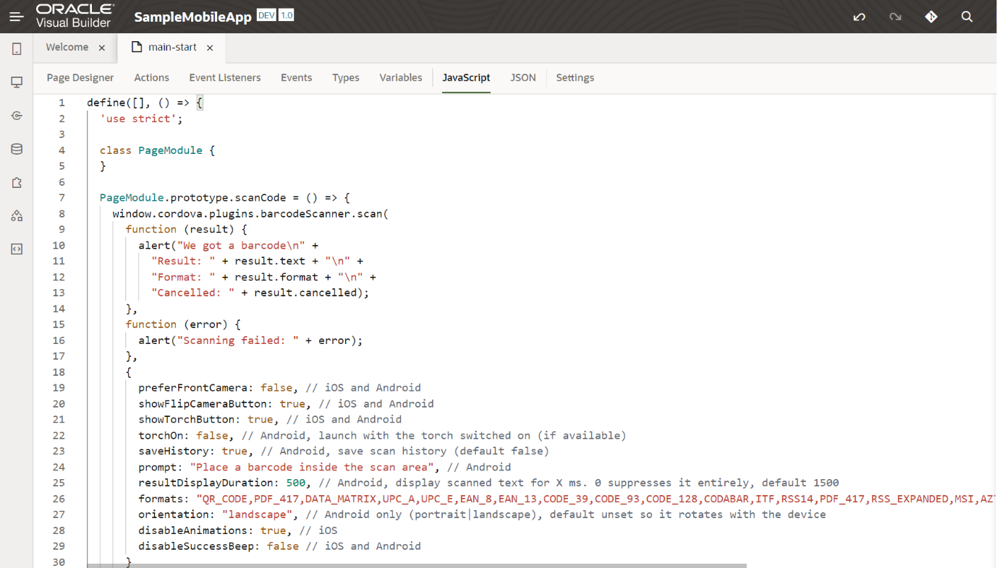 ORACLE
Visual Builder
SampleMobileApp DEV 1.0
Welcome × main-start ×
Page Designer Actions Event Listeners Events Types Variables JavaScript JSON Settings
1 define([], () => {
2 'use strict';
3
4 class PageModule {
5 }
6
7 PageModule.prototype.scanCode = () => {
8 window.cordova.plugins.barcodeScanner.scan(
9 function (result) {
10 alert("We got a barcode\n" +
11 "Result: " + result.text + "\n" +
12 "Format: " + result.format + "\n" +
13 "Cancelled: " + result.cancelled);
14 },
15 function (error) {
16 alert("Scanning failed: " + error);
17 },
18 {
19 preferFrontCamera: false, // iOS and Android
20 showFlipCameraButton: true, // iOS and Android
21 showTorchButton: true, // iOS and Android
22 torchOn: false, // Android, launch with the torch switched on (if available)
23 saveHistory: true, // Android, save scan history (default false)
24 prompt: "Place a barcode inside the scan area", // Android
25 resultDisplayDuration: 500, // Android, display scanned text for X ms. 0 suppresses it entirely, default 1500
26 formats: "QR_CODE,PDF_417,DATA_MATRIX,UPC_A,UPC_E,EAN_8,EAN_13,CODE_39,CODE_93,CODE_128,CODABAR,ITF,RSS14,PDF_417,RSS_EXPANDED,MSI,AZT
27 orientation: "landscape", // Android only (portrait|landscape), default unset so it rotates with the device
28 disableAnimations: true, // iOS
29 disableSuccessBeep: false // iOS and Android
30 }